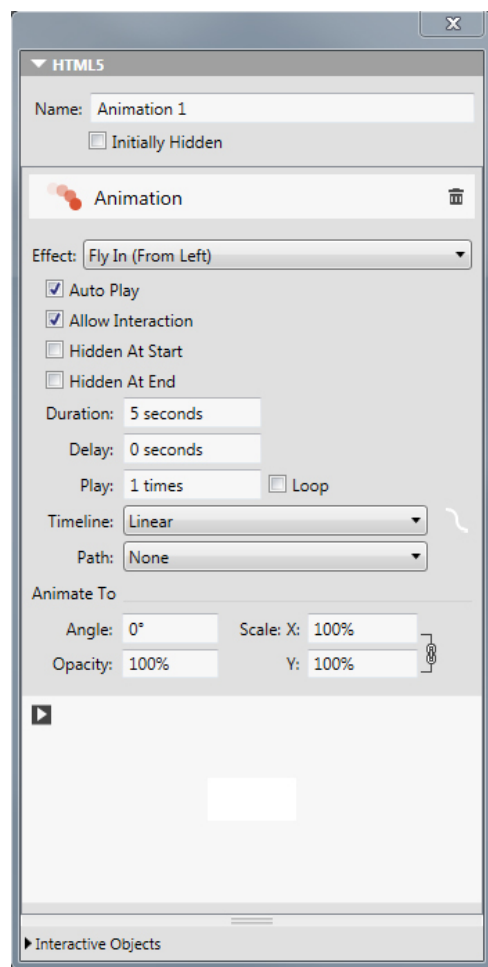 HTML5
Name: Animation 1
Initially Hidden
Animation
Effect: Fly In (From Left)
Auto Play
Allow Interaction
Hidden At Start
Hidden At End
Duration: 5 seconds
Delay: 0 seconds
Play: 1 times Loop
Timeline: Linear
Path: None
Animate To
Angle: 0° Scale: X: 100%
Opacity: 100% Y: 100%
Interactive Objects